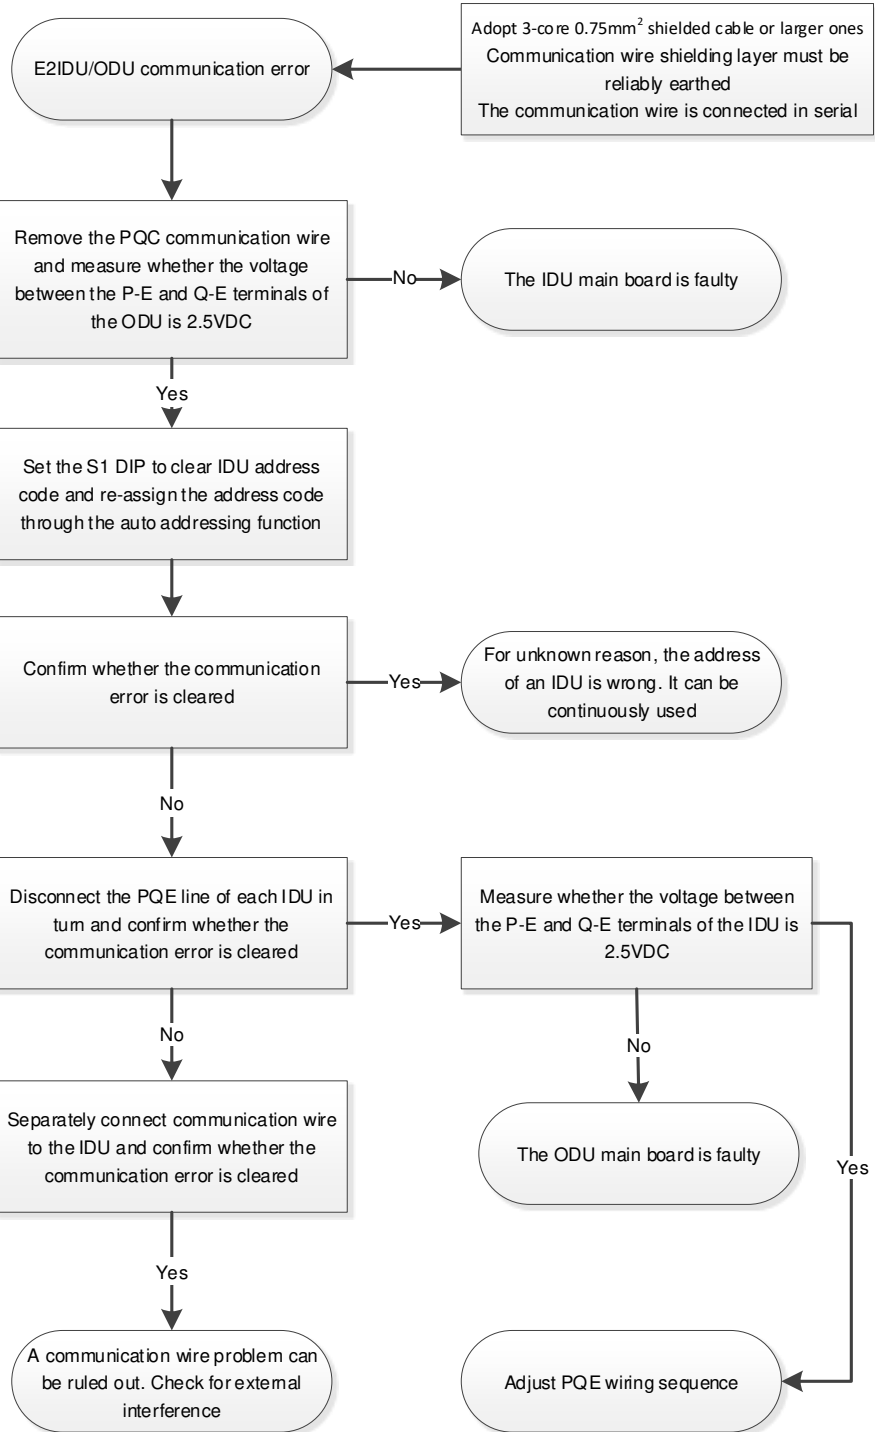 Adopt 3-core 0.75mm² shielded cable or larger ones
Communication wire shielding layer must be
reliably earthed
The communication wire is connected in serial
E2IDU/ODU communication error
Remove the PQC communication wire
and measure whether the voltage
between the P-E and Q-E terminals of
the ODU is 2.5VDC
No
The IDU main board is faulty
Yes
Set the S1 DIP to clear IDU address
code and re-assign the address code
through the auto addressing function
Confirm whether the communication
error is cleared
Yes
For unknown reason, the address
of an IDU is wrong. It can be
continuously used
No
Disconnect the PQE line of each IDU in
turn and confirm whether the
communication error is cleared
Yes
Measure whether the voltage between
the P-E and Q-E terminals of the IDU is
2.5VDC
No
No
Separately connect communication wire
to the IDU and confirm whether the
communication error is cleared
The ODU main board is faulty
Yes
Yes
A communication wire problem can
be ruled out. Check for external
interference
Adjust PQE wiring sequence